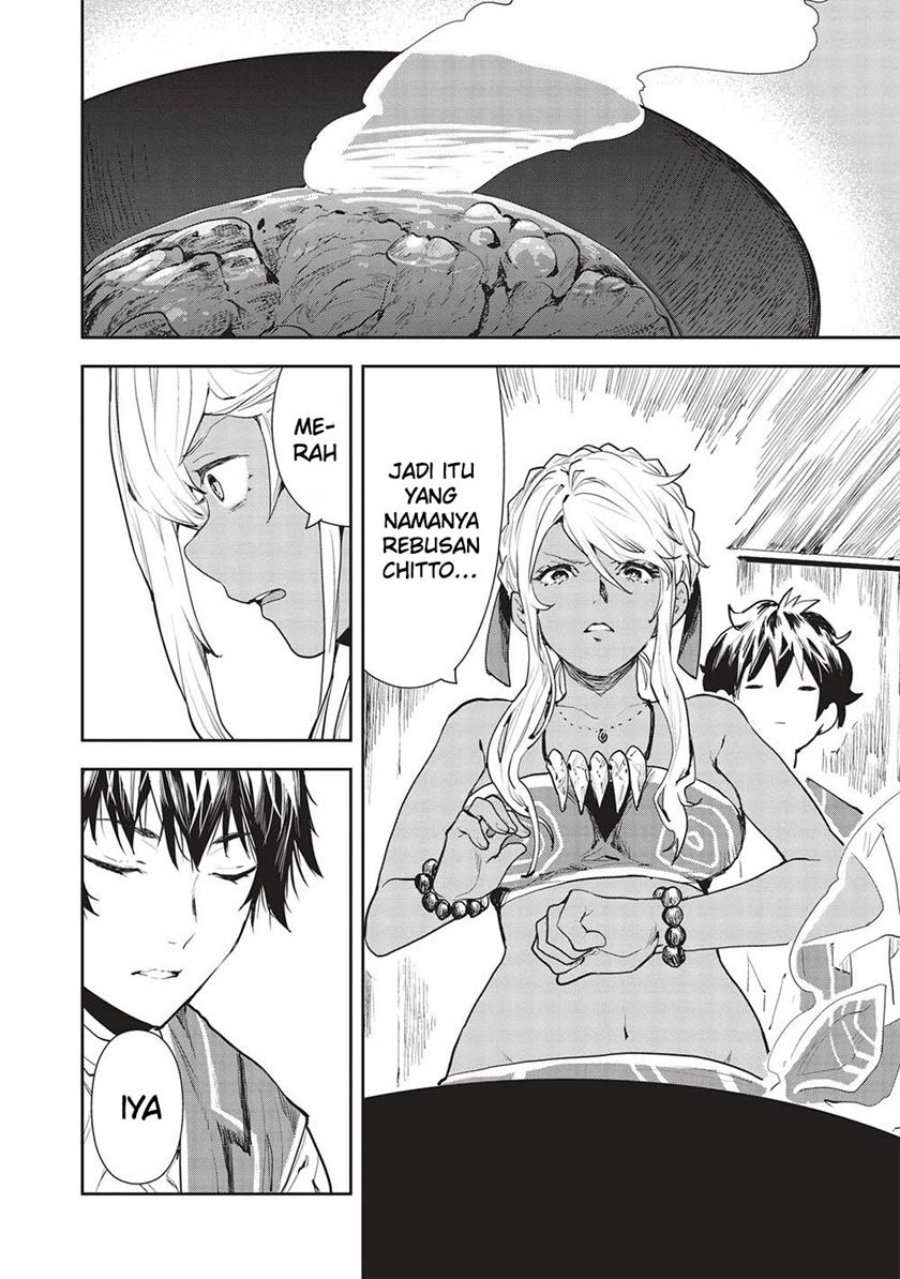 JADI ITU
YANG
NAMANYA
REBUSAN
CHITTO...
ME-
RAH
IYA